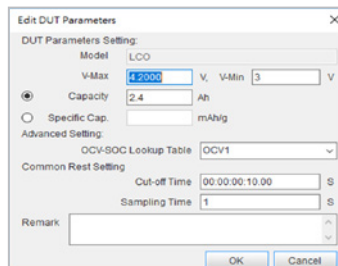 Edit DUT Parameters
DUT Parameters Setting:
Model LCO
V-Max 4.2000 V, V-Min 3 V
Capacity 2.4 Ah
Specific Cap. mAh/g
Advanced Setting:
OCV-SOC Lookup Table OCV1
Common Rest Setting
Cut-off Time 00:00:00:10.00 S
Sampling Time 1 S
Remark
OK Cancel